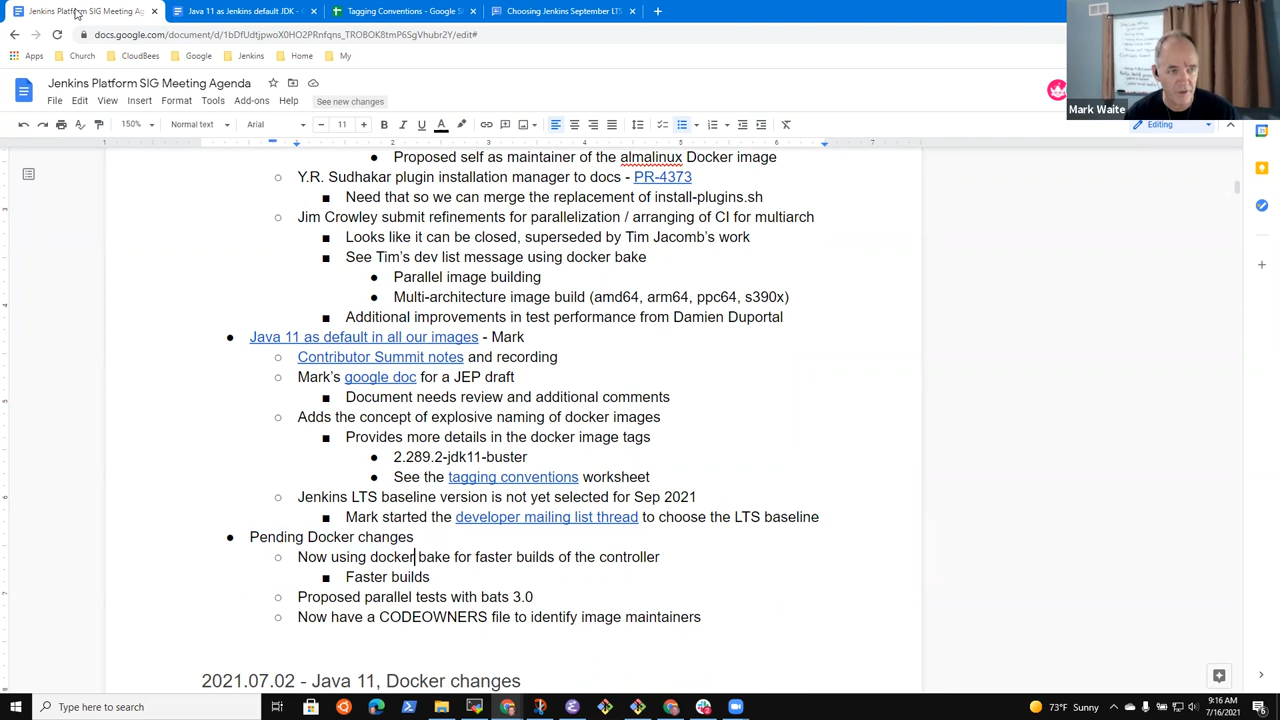 Jenkins Platform SIG Meeting Ag
Java 11 as Jenkins default JDK - G
Tagging Conventions - Google S
Choosing Jenkins September LTS
Apps
Church
CloudBees
Google
Jenkins
Home
My
Jenkins Platform SIG Meeting Agenda
File Edit View Insert Format Tools Add-ons Help See new changes
150% Normal text Arial 11 Editing
Mark Waite
1 2 3 4 5 6 7
Proposed self as maintainer of the almalinux Docker image
Y.R. Sudhakar plugin installation manager to docs - PR-4373
Need that so we can merge the replacement of install-plugins.sh
Jim Crowley submit refinements for parallelization / arranging of CI for multiarch
Looks like it can be closed, superseded by Tim Jacomb's work
See Tim's dev list message using docker bake
Parallel image building
Multi-architecture image build (amd64, arm64, ppc64, s390x)
Additional improvements in test performance from Damien Duportal
Java 11 as default in all our images - Mark
Contributor Summit notes and recording
Mark's google doc for a JEP draft
Document needs review and additional comments
Adds the concept of explosive naming of docker images
Provides more details in the docker image tags
2.289.2-jdk11-buster
See the tagging conventions worksheet
Jenkins LTS baseline version is not yet selected for Sep 2021
Mark started the developer mailing list thread to choose the LTS baseline
Pending Docker changes
Now using docker bake for faster builds of the controller
Faster builds
Proposed parallel tests with bats 3.0
Now have a CODEOWNERS file to identify image maintainers
2021.07.02 - Java 11, Docker changes
Type here to search
73°F Sunny
9:16 AM
7/16/2021